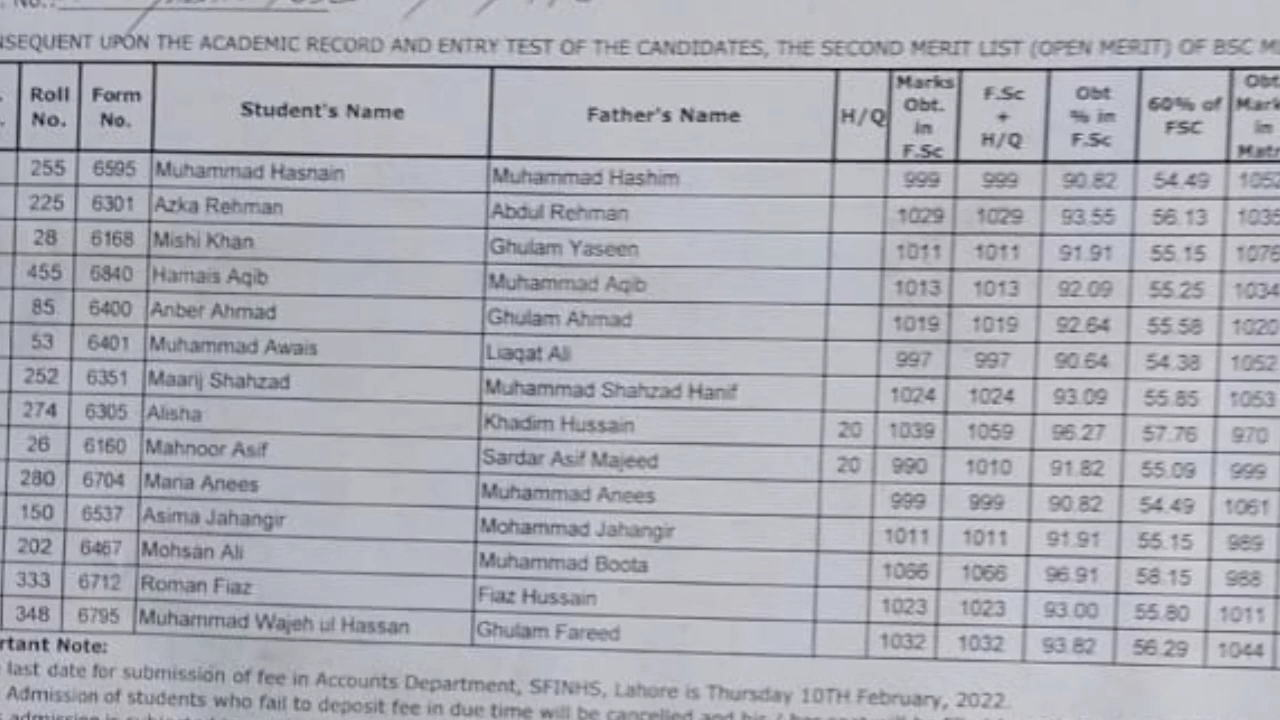 No.:
NSEQUENT UPON THE ACADEMIC RECORD AND ENTRY TEST OF THE CANDIDATES, THE SECOND MERIT LIST (OPEN MERIT) OF BSC M
Roll No. Form No. Student's Name Father's Name H/Q Marks Obt. in F.Sc F.Sc + H/Q Obt % in F.Sc 60% of FSC Obt Mark in Matr
255 6595 Muhammad Hasnain Muhammad Hashim 999 999 90.82 54.49 1052
225 6301 Azka Rehman Abdul Rehman 1029 1029 93.55 56.13 1035
28 6168 Mishi Khan Ghulam Yaseen 1011 1011 91.91 55.15 1076
455 6840 Hamais Aqib Muhammad Aqib 1013 1013 92.09 55.25 1034
85 6400 Anber Ahmad Ghulam Ahmad 1019 1019 92.64 55.58 1020
53 6401 Muhammad Awais Liaqat Ali 997 997 90.64 54.38 1052
252 6351 Maarij Shahzad Muhammad Shahzad Hanif 1024 1024 93.09 55.85 1053
274 6305 Alisha Khadim Hussain 20 1039 1059 96.27 57.76 970
26 6160 Mahnoor Asif Sardar Asif Majeed 20 990 1010 91.82 55.09 999
280 6704 Maria Anees Muhammad Anees 999 999 90.82 54.49 1061
150 6537 Asima Jahangir Mohammad Jahangir 1011 1011 91.91 55.15 989
202 6467 Mohsan Ali Muhammad Boota 1066 1066 96.91 58.15 988
333 6712 Roman Fiaz Fiaz Hussain 1023 1023 93.00 55.80 1011
348 6795 Muhammad Wajeh ul Hassan Ghulam Fareed 1032 1032 93.82 56.29 1044
rtant Note:
last date for submission of fee in Accounts Department, SFINHS, Lahore is Thursday 10TH February, 2022.
Admission of students who fail to deposit fee in due time will be cancelled and his / her